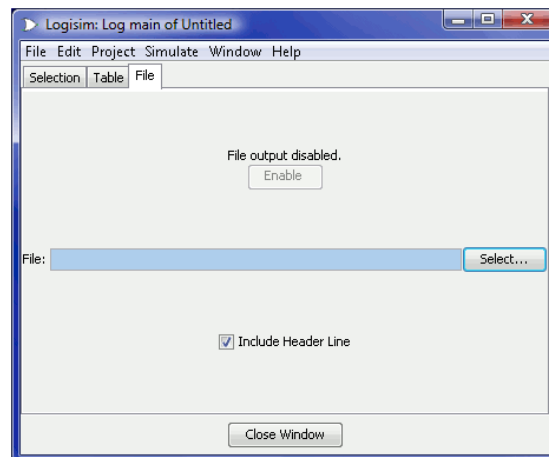 Logisim: Log main of Untitled
File Edit Project Simulate Window Help
Selection Table File
File output disabled.
Enable
File: Select...
Include Header Line
Close Window